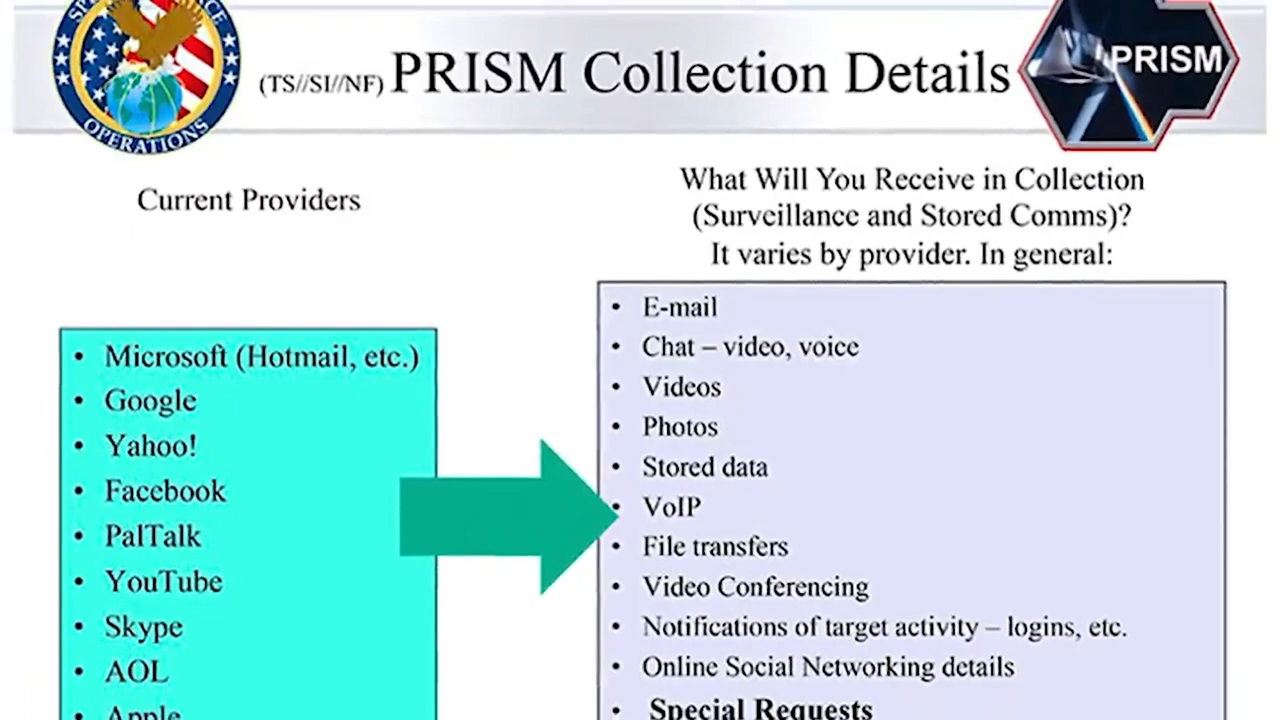 (TS//SI//NF) PRISM Collection Details
OPERATIONS
PRISM
Current Providers
• Microsoft (Hotmail, etc.)
• Google
• Yahoo!
• Facebook
• PalTalk
• YouTube
• Skype
• AOL
• Apple
What Will You Receive in Collection
(Surveillance and Stored Comms)?
It varies by provider. In general:
• E-mail
• Chat – video, voice
• Videos
• Photos
• Stored data
• VoIP
• File transfers
• Video Conferencing
• Notifications of target activity – logins, etc.
• Online Social Networking details
• Special Requests